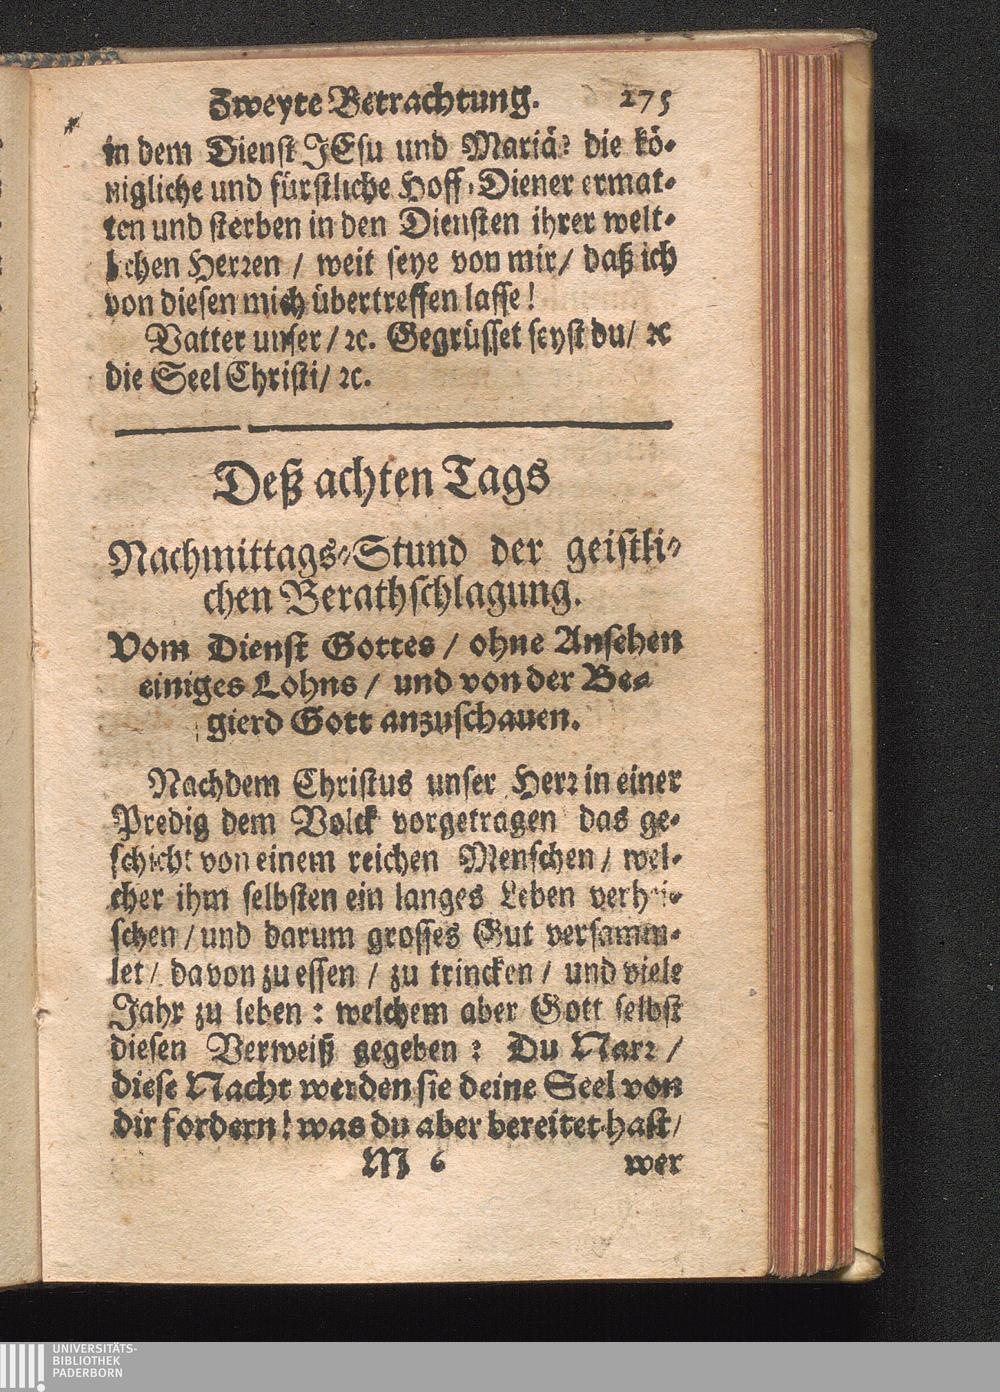 Zweyte Betrachtung. 275
in dem Dienst JEsu und Mariä? die kö-
nigliche und fürstliche Hoff-Diener ermat-
ten und sterben in den Diensten ihrer welt-
lichen Herren / weit seye von mir / daß ich
von diesen mich übertreffen lasse!
Vatter unser / ꝛc. Gegrüsset seyst du / ꝛc
die Seel Christi / ꝛc.
Deß achten Tags
Nachmittags-Stund der geistli-
chen Berathschlagung.
Vom Dienst Gottes / ohne Ansehen
einiges Lohns / und von der Be-
gierd Gott anzuschauen.
Nachdem Christus unser Herr in einer
Predig dem Volck vorgetragen das ge-
schicht von einem reichen Menschen / wel-
cher ihm selbsten ein langes Leben verhei-
schen / und darum grosses Gut versamm-
let / davon zu essen / zu trincken / und viele
Jahr zu leben: welchem aber Gott selbst
diesen Verweiß gegeben: Du Narr /
diese Nacht werden sie deine Seel von
dir fordern! was du aber bereitet hast /
M 6 wer
UNIVERSITÄTS-
BIBLIOTHEK
PADERBORN